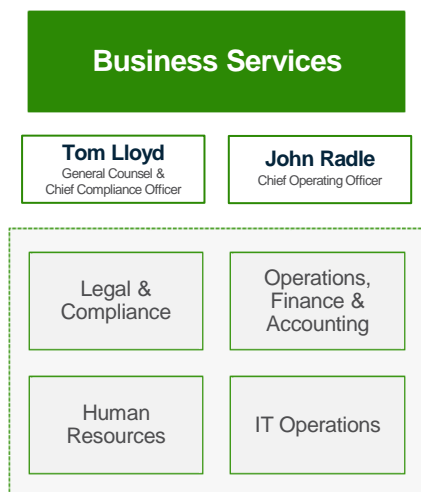 Business Services
Tom Lloyd
General Counsel &
Chief Compliance Officer
John Radle
Chief Operating Officer
Legal &
Compliance
Operations,
Finance &
Accounting
Human
Resources
IT Operations